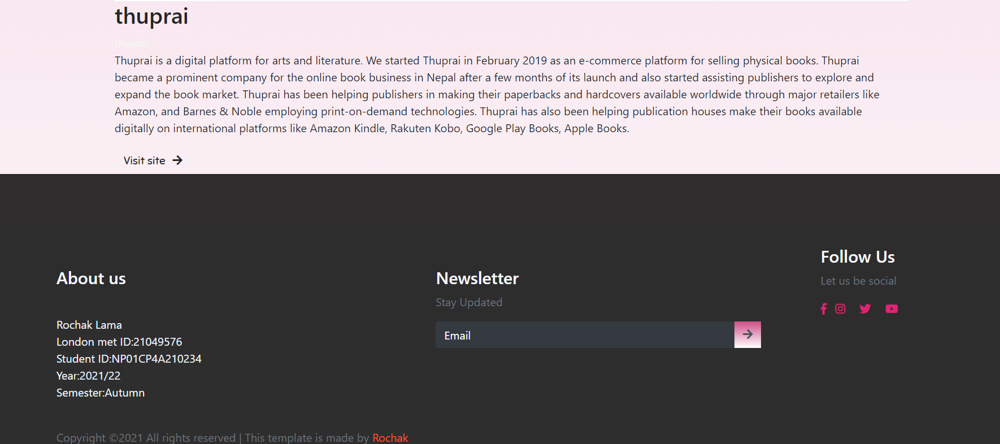 thuprai
thuprai
Thuprai is a digital platform for arts and literature. We started Thuprai in February 2019 as an e-commerce platform for selling physical books. Thuprai
became a prominent company for the online book business in Nepal after a few months of its launch and also started assisting publishers to explore and
expand the book market. Thuprai has been helping publishers in making their paperbacks and hardcovers available worldwide through major retailers like
Amazon, and Barnes & Noble employing print-on-demand technologies. Thuprai has also been helping publication houses make their books available
digitally on international platforms like Amazon Kindle, Rakuten Kobo, Google Play Books, Apple Books.
Visit site
About us
Rochak Lama
London met ID:21049576
Student ID:NP01CP4A210234
Year:2021/22
Semester:Autumn
Newsletter
Stay Updated
Email
Follow Us
Let us be social
Copyright ©2021 All rights reserved | This template is made by Rochak